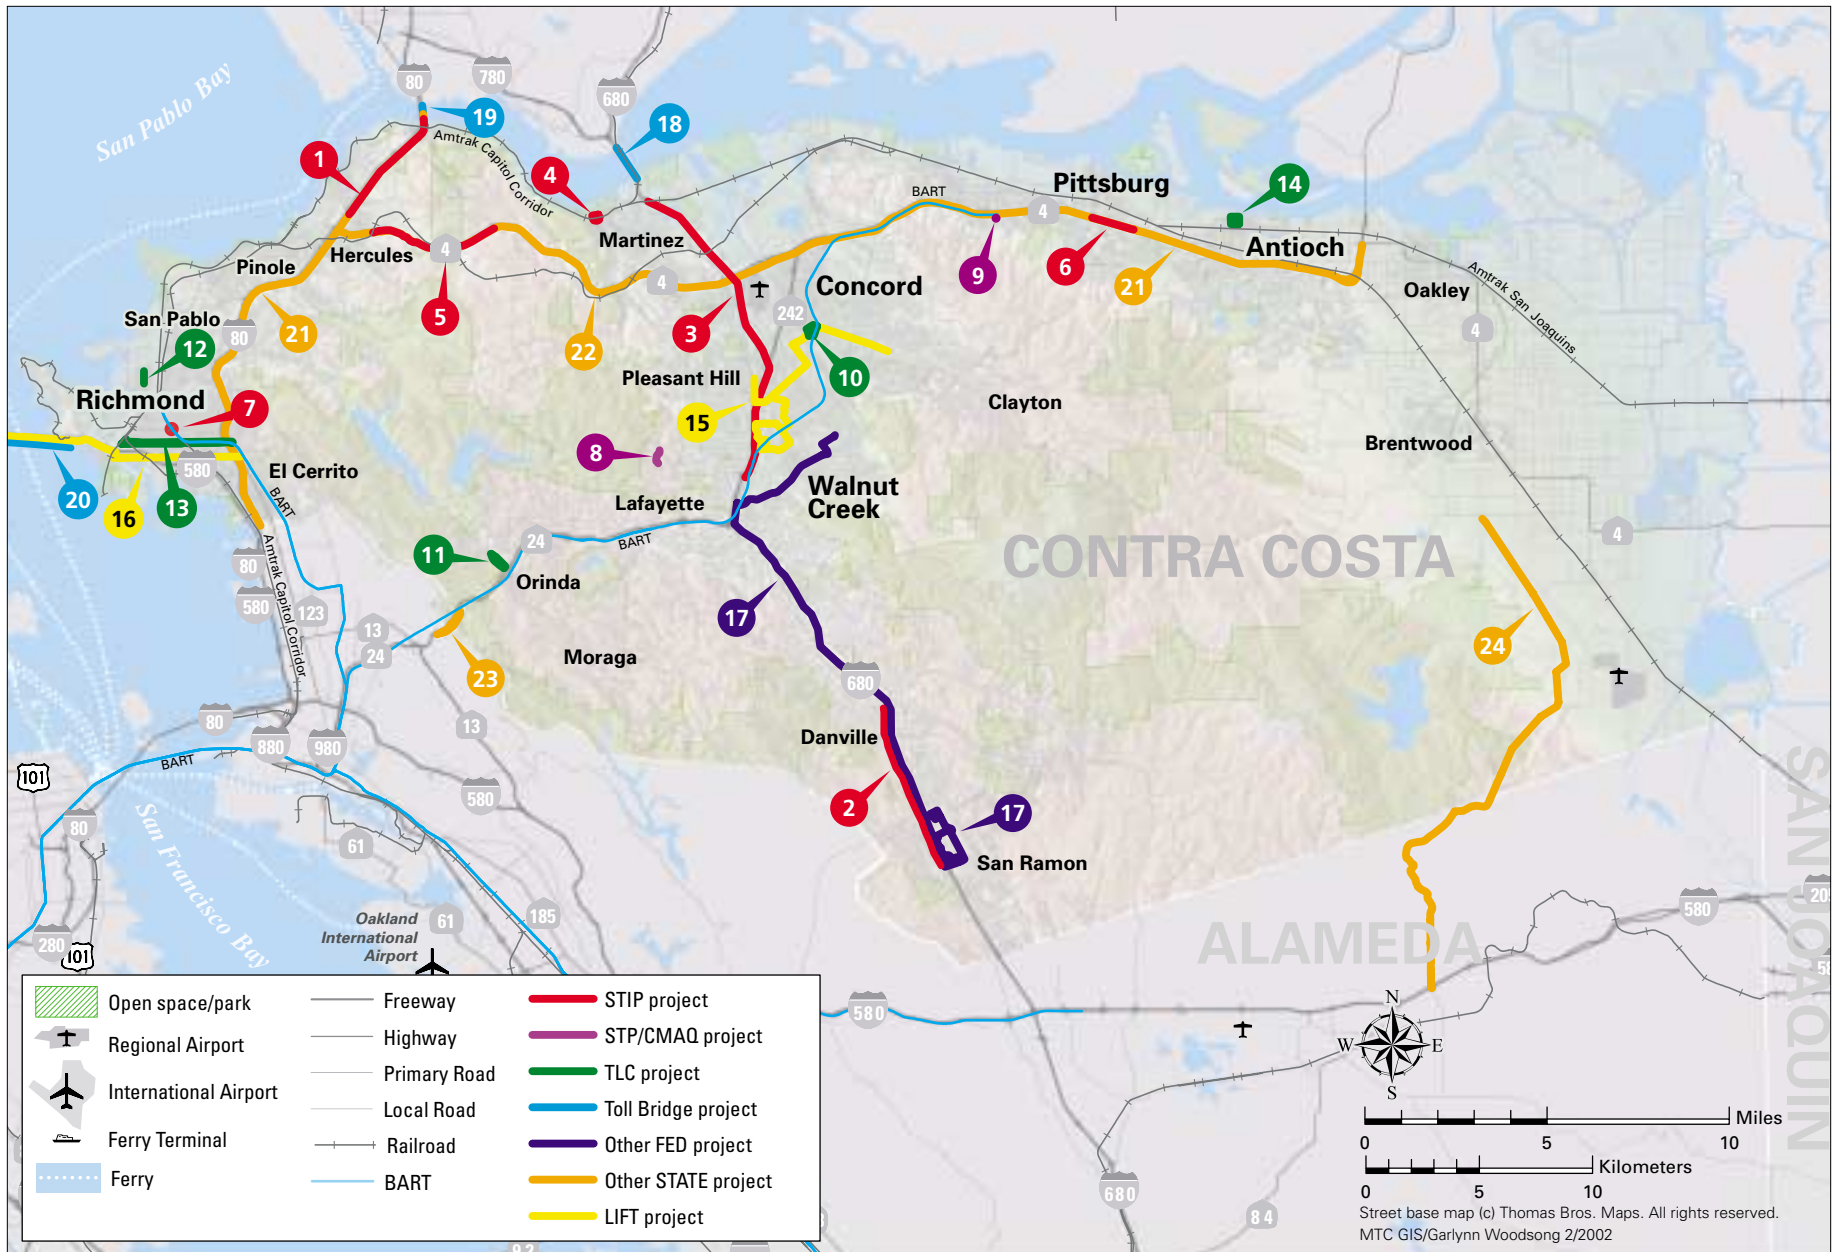 80
780
680
San Pablo Bay
19
18
Amtrak Capitol Corridor
1
4
BART
Pittsburg
14
4
Martinez
Hercules
4
Pinole
4
9
6
Antioch
21
Concord
Oakley
Amtrak San Joaquins
San Pablo
5
242
4
80
21
3
12
22
Pleasant Hill
10
Richmond
7
Clayton
15
Brentwood
8
580
El Cerrito
20
16
13
BART
Lafayette
Walnut
Creek
4
24
BART
11
CONTRA COSTA
80
Orinda
580
123
Amtrak Capitol Corridor
13
17
24
Moraga
24
23
680
80
13
Danville
880
980
BART
101
580
2
17
SAN JOAQUIN
80
San Francisco Bay
61
San Ramon
Oakland
International
Airport
61
185
580
205
280
101
ALAMEDA
580
Open space/park
Regional Airport
International Airport
Ferry Terminal
Ferry
Freeway
Highway
Primary Road
Local Road
Railroad
BART
STIP project
STP/CMAQ project
TLC project
Toll Bridge project
Other FED project
Other STATE project
LIFT project
580
N
W
E
S
Miles
0
5
10
Kilometers
0
5
10
680
84
Street base map (c) Thomas Bros. Maps. All rights reserved.
MTC GIS/Garlynn Woodsong 2/2002